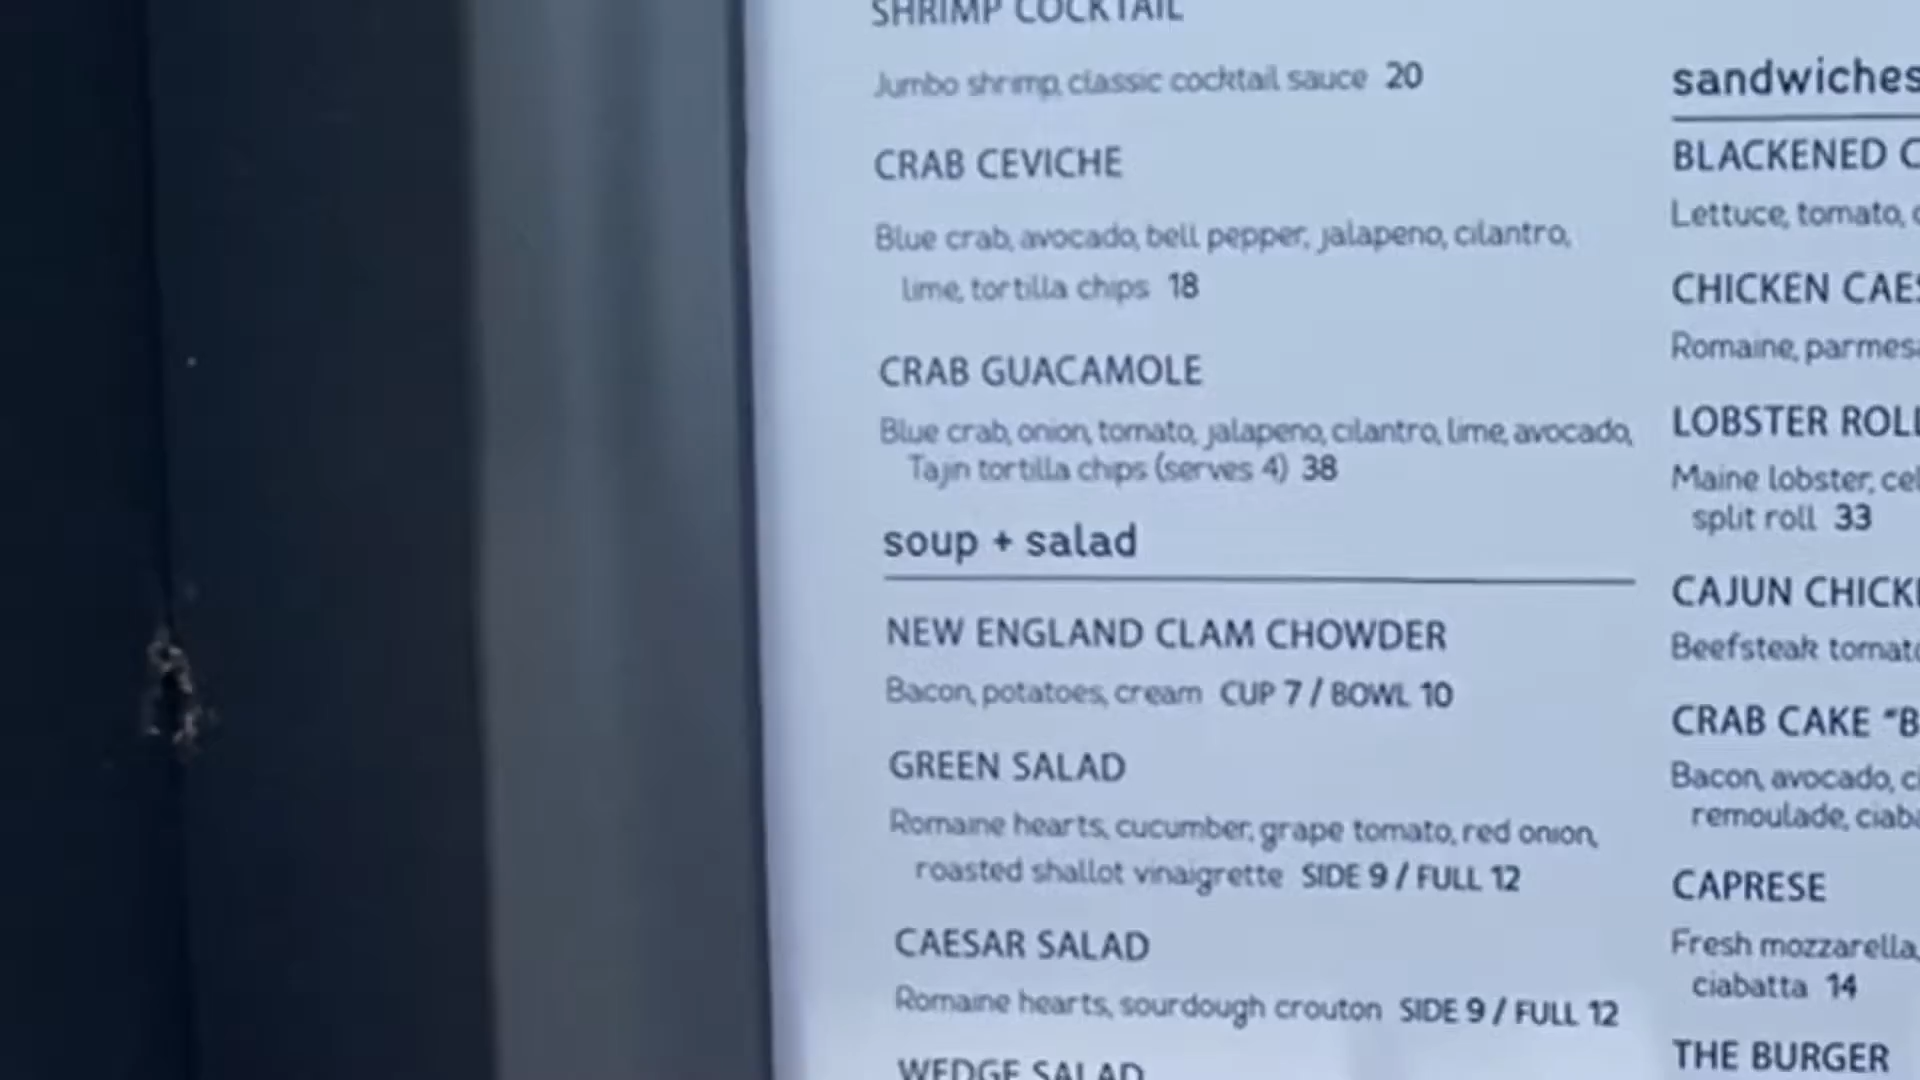 SHRIMP COCKTAIL
Jumbo shrimp, classic cocktail sauce 20
CRAB CEVICHE
Blue crab, avocado, bell pepper, jalapeno, cilantro,
lime, tortilla chips 18
CRAB GUACAMOLE
Blue crab, onion, tomato, jalapeno, cilantro, lime, avocado,
Tajin tortilla chips (serves 4) 38
soup + salad
NEW ENGLAND CLAM CHOWDER
Bacon, potatoes, cream CUP 7 / BOWL 10
GREEN SALAD
Romaine hearts, cucumber, grape tomato, red onion,
roasted shallot vinaigrette SIDE 9 / FULL 12
CAESAR SALAD
Romaine hearts, sourdough crouton SIDE 9 / FULL 12
WEDGE SALAD
sandwiches
BLACKENED
Lettuce, tomato,
CHICKEN
Romaine,
LOBSTER ROLL
Maine lobster,
split roll 33
CAJUN
Beefsteak
CRAB CAKE
Bacon, avocado,
remoulade,
CAPRESE
Fresh mozzarella,
ciabatta 14
THE BURGER